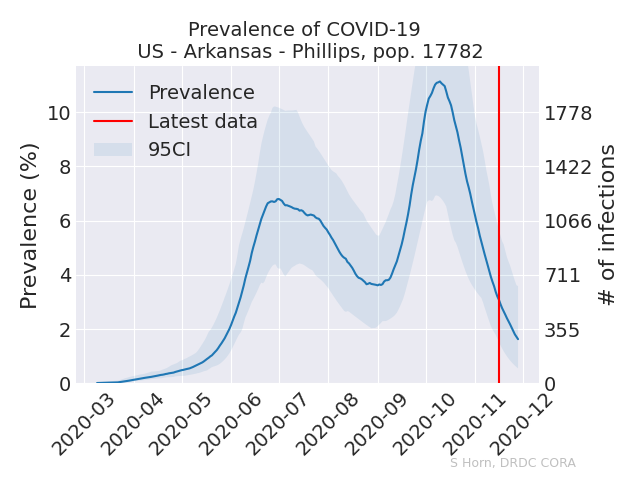 Prevalence of COVID-19
US - Arkansas - Phillips, pop. 17782
Prevalence
Latest data
95CI
Prevalence (%)
10
8
6
4
2
0
1778
1422
1066
711
355
0
# of infections
2020-03
2020-04
2020-05
2020-06
2020-07
2020-08
2020-09
2020-10
2020-11
2020-12
S Horn, DRDC CORA